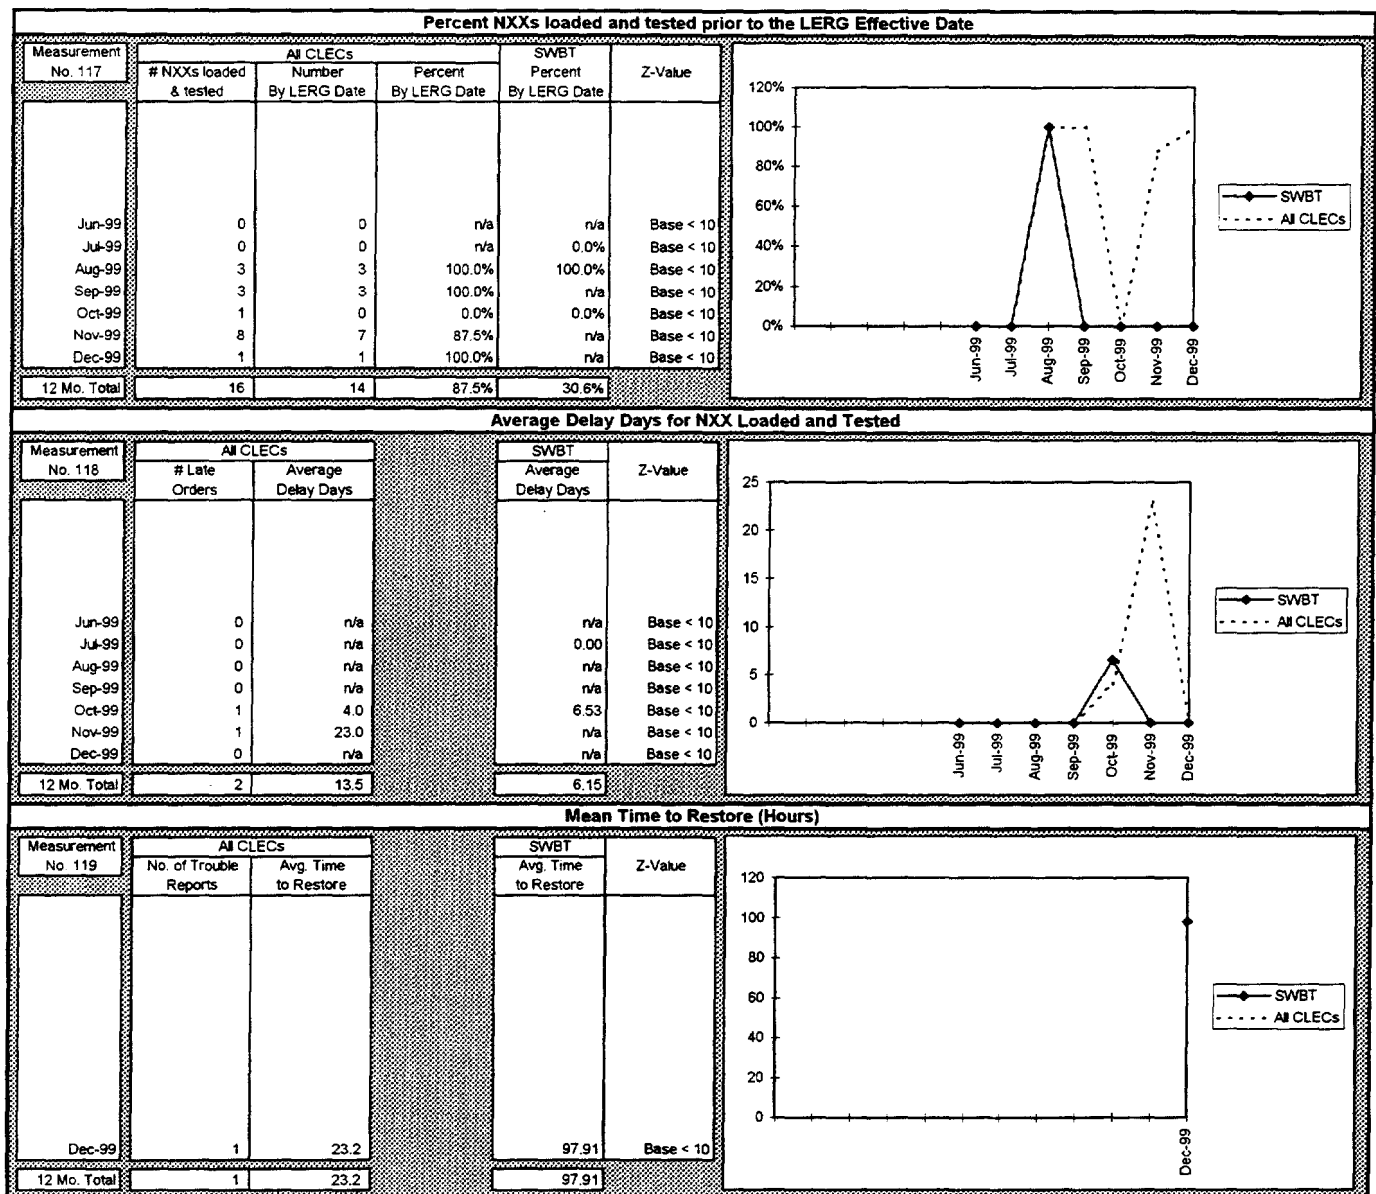 Percent NXXs loaded and tested prior to the LERG Effective Date
Measurement No. 117
All CLECs
SWBT
# NXXs loaded & tested
Number By LERG Date
Percent By LERG Date
Percent By LERG Date
Z-Value
Jun-99 0 0 n/a n/a Base < 10
Jul-99 0 0 n/a 0.0% Base < 10
Aug-99 3 3 100.0% 100.0% Base < 10
Sep-99 3 3 100.0% n/a Base < 10
Oct-99 1 0 0.0% 0.0% Base < 10
Nov-99 8 7 87.5% n/a Base < 10
Dec-99 1 1 100.0% n/a Base < 10
12 Mo. Total 16 14 87.5% 30.6%
120%
100%
80%
60%
40%
20%
0%
Jun-99 Jul-99 Aug-99 Sep-99 Oct-99 Nov-99 Dec-99
SWBT
All CLECs
Average Delay Days for NXX Loaded and Tested
Measurement No. 118
All CLECs
SWBT
# Late Orders
Average Delay Days
Average Delay Days
Z-Value
Jun-99 0 n/a n/a Base < 10
Jul-99 0 n/a 0.00 Base < 10
Aug-99 0 n/a n/a Base < 10
Sep-99 0 n/a n/a Base < 10
Oct-99 1 4.0 6.53 Base < 10
Nov-99 1 23.0 n/a Base < 10
Dec-99 0 n/a n/a Base < 10
12 Mo. Total 2 13.5 6.15
25
20
15
10
5
0
Jun-99 Jul-99 Aug-99 Sep-99 Oct-99 Nov-99 Dec-99
SWBT
All CLECs
Mean Time to Restore (Hours)
Measurement No. 119
All CLECs
SWBT
No. of Trouble Reports
Avg. Time to Restore
Avg. Time to Restore
Z-Value
Dec-99 1 23.2 97.91 Base < 10
12 Mo. Total 1 23.2 97.91
120
100
80
60
40
20
0
Dec-99
SWBT
All CLECs